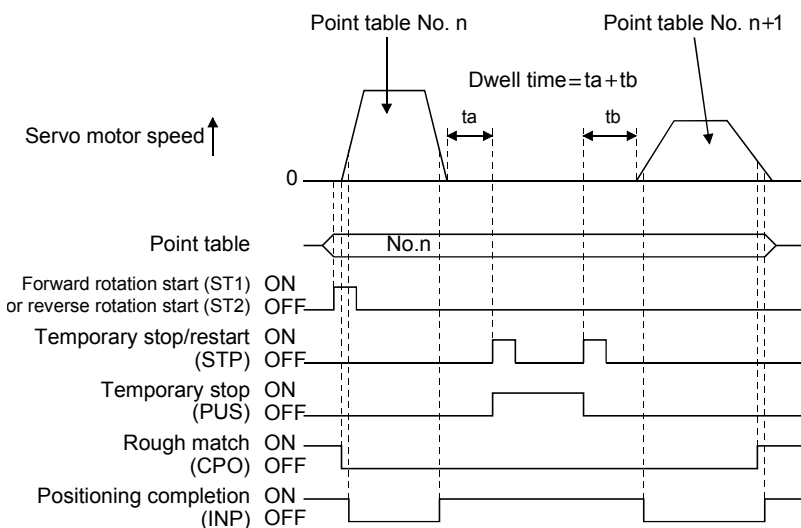 Point table No. n
Point table No. n+1
Dwell time=ta+tb
ta
tb
Servo motor speed
0
Point table
No.n
Forward rotation start (ST1)
or reverse rotation start (ST2)
ON
OFF
Temporary stop/restart
(STP)
ON
OFF
Temporary stop
(PUS)
ON
OFF
Rough match
(CPO)
ON
OFF
Positioning completion
(INP)
ON
OFF